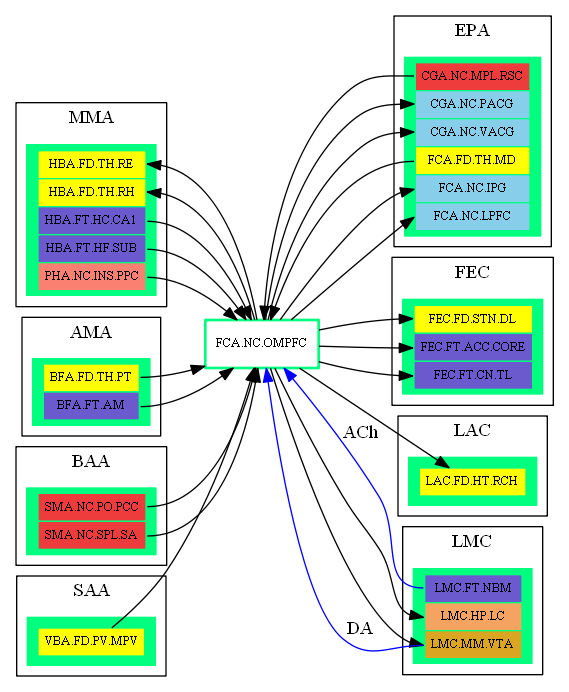 MMA
HBA.FD.TH.RE
HBA.FD.TH.RH
HBA.FT.HC.CA1
HBA.FT.HF.SUB
PHA.NC.INS.PPC
AMA
BFA.FD.TH.PT
BFA.FT.AM
BAA
SMA.NC.PO.PCC
SMA.NC.SPL.SA
SAA
VBA.FD.PV.MPV
FCA.NC.OMPFC
EPA
CGA.NC.MPL.RSC
CGA.NC.PACG
CGA.NC.VACG
FCA.FD.TH.MD
FCA.NC.IPG
FCA.NC.LPFC
FEC
FEC.FD.STN.DL
FEC.FT.ACC.CORE
FEC.FT.CN.TL
LAC
LAC.FD.HT.RCH
ACh
LMC
LMC.FT.NBM
LMC.HP.LC
LMC.MM.VTA
DA